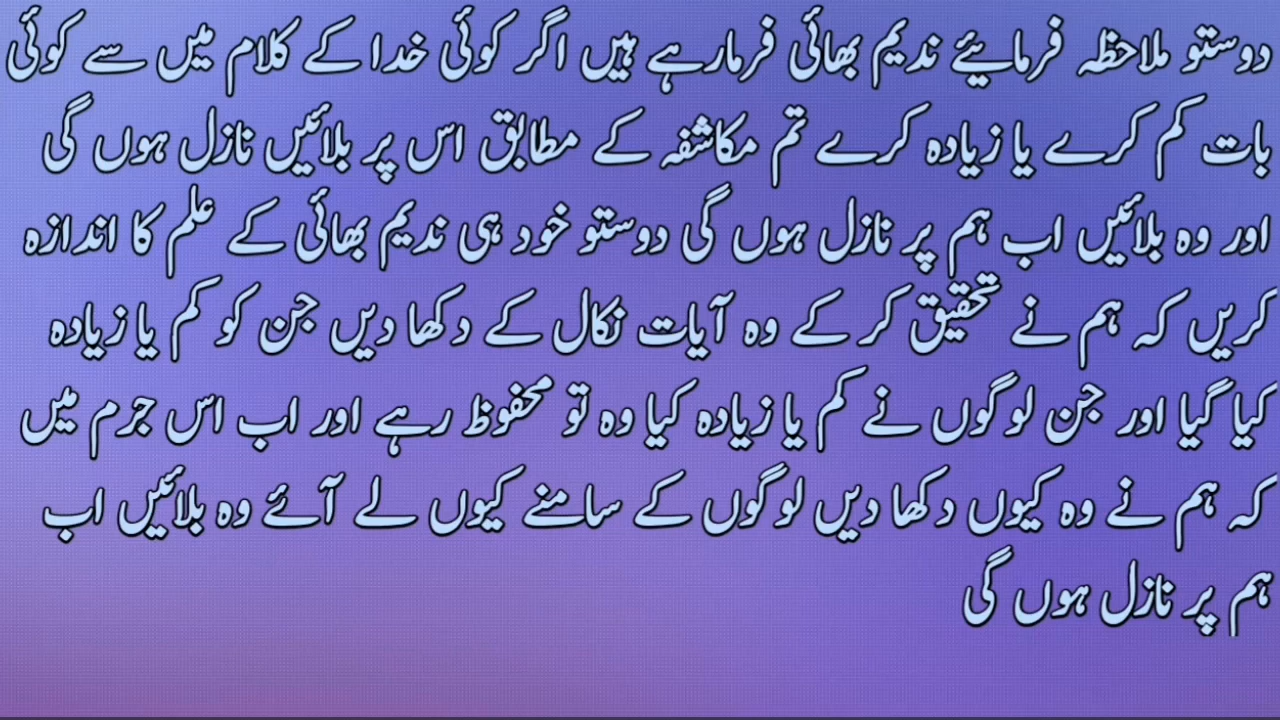 دوستو ملاحظہ فرمائیے ندیم بھائی فرمارہے ہیں اگر کوئی خدا کے کلام میں سے کوئی
بات کم کرے یا زیادہ کرے تم مکاشفہ کے مطابق اس پر بلائیں نازل ہوں گی
اور وہ بلائیں اب ہم پر نازل ہوں گی دوستو خود ہی ندیم بھائی کے علم کا اندازہ
کریں کہ ہم نے تحقیق کر کے وہ آیات نکال کے دکھا دیں جن کو کم یا زیادہ
کیا گیا اور جن لوگوں نے کم یا زیادہ کیا وہ تو محفوظ رہے اور اب اس جرم میں
کہ ہم نے وہ کیوں دکھا دیں لوگوں کے سامنے کیوں لے آئے وہ بلائیں اب
ہم پر نازل ہوں گی